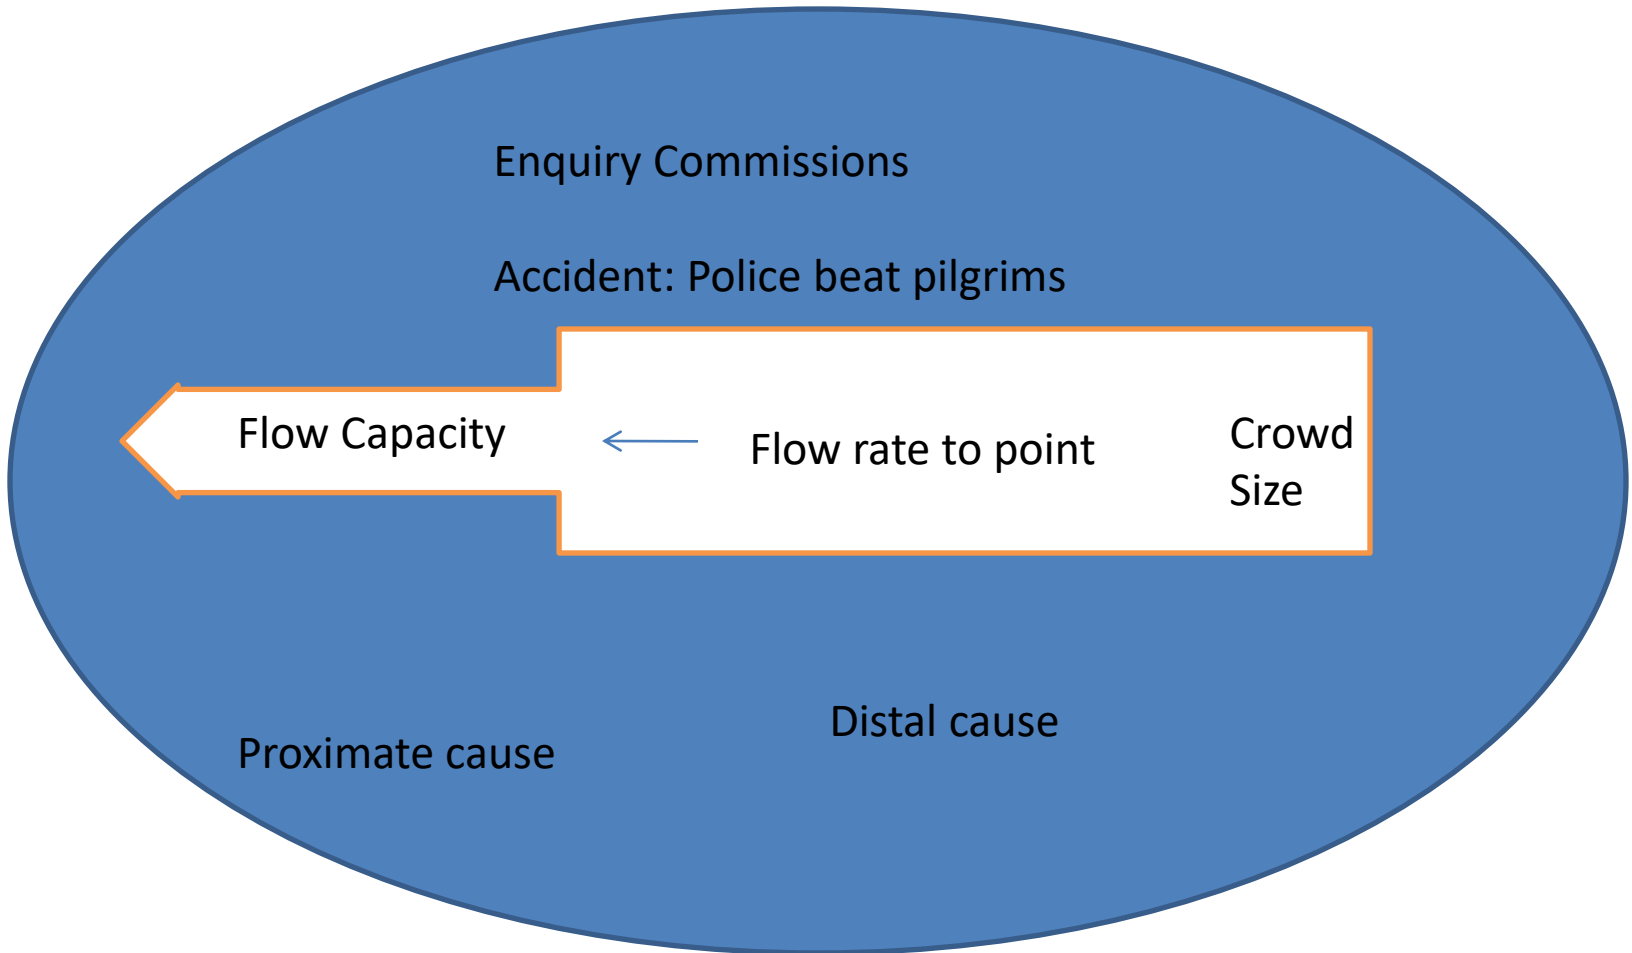 Enquiry Commissions
Accident: Police beat pilgrims
Flow Capacity
Flow rate to point
Crowd
Size
Proximate cause
Distal cause